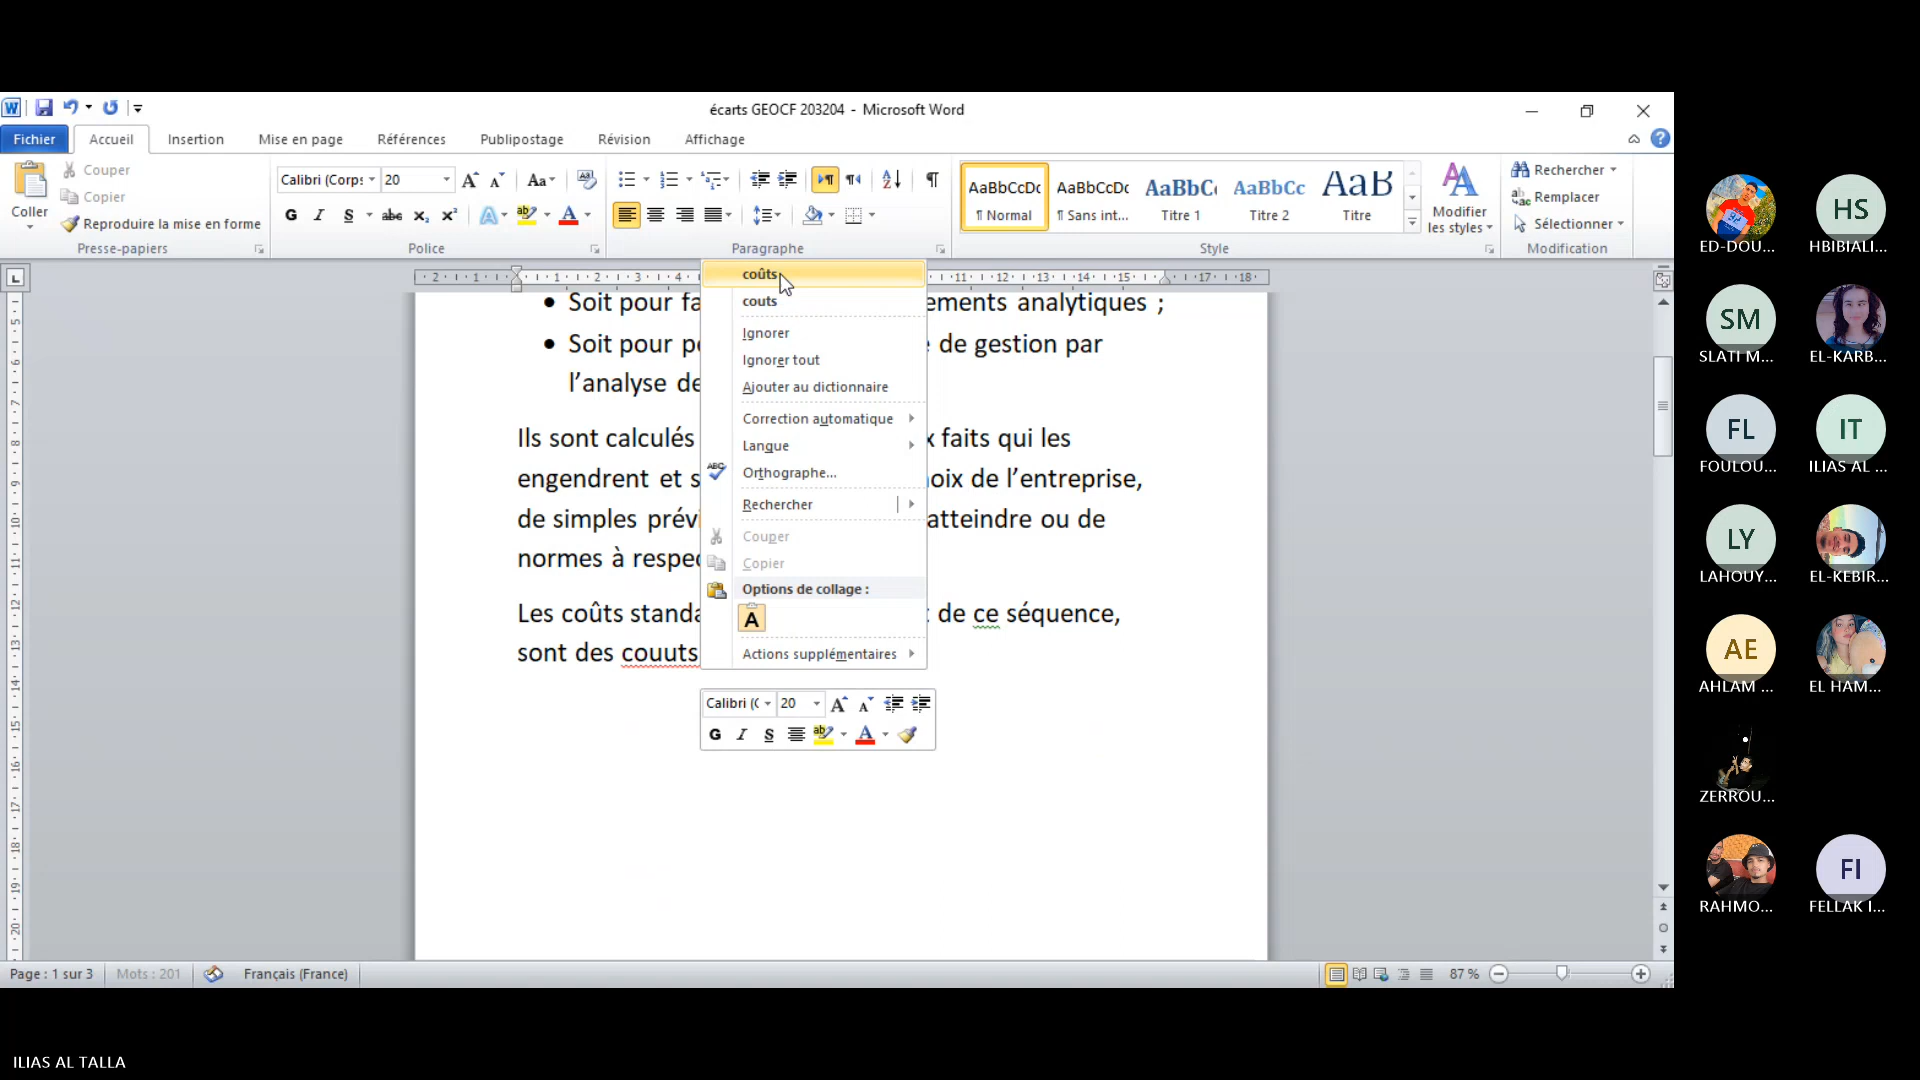 écarts GEOCF 203204 - Microsoft Word
Fichier Accueil Insertion Mise en page Références Publipostage Révision Affichage
Coller
Couper
Copier
Reproduire la mise en forme
Presse-papiers
Calibri (Corps 20
G I S abc x₂ x²
Police
Paragraphe
AaBbCcDc AaBbCcDc AaBbC AaBbCc AaB
¶ Normal ¶ Sans int... Titre 1 Titre 2 Titre
Modifier les styles
Style
Rechercher
Remplacer
Sélectionner
Modification
• Soit pour fa
ements analytiques ;
• Soit pour p
de gestion par
l’analyse de
Ils sont calculés
faits qui les
engendrent et s
oix de l’entreprise,
de simples prévi
atteindre ou de
normes à respec
Les coûts standa
de ce séquence,
sont des couuts
coûts
couts
Ignorer
Ignorer tout
Ajouter au dictionnaire
Correction automatique
Langue
Orthographe...
Rechercher
Couper
Copier
Options de collage :
A
Actions supplémentaires
Calibri (C 20
G I S
Page : 1 sur 3 Mots : 201 Français (France)
87 %
ED-DOU...
HS
HBIBIALI...
SM
SLATI M...
EL-KARB...
FL
FOULOU...
IT
ILIAS AL ...
LY
LAHOUY...
EL-KEBIR...
AE
AHLAM ...
EL HAM...
ZERROU...
RAHMO...
FI
FELLAK I...
ILIAS AL TALLA